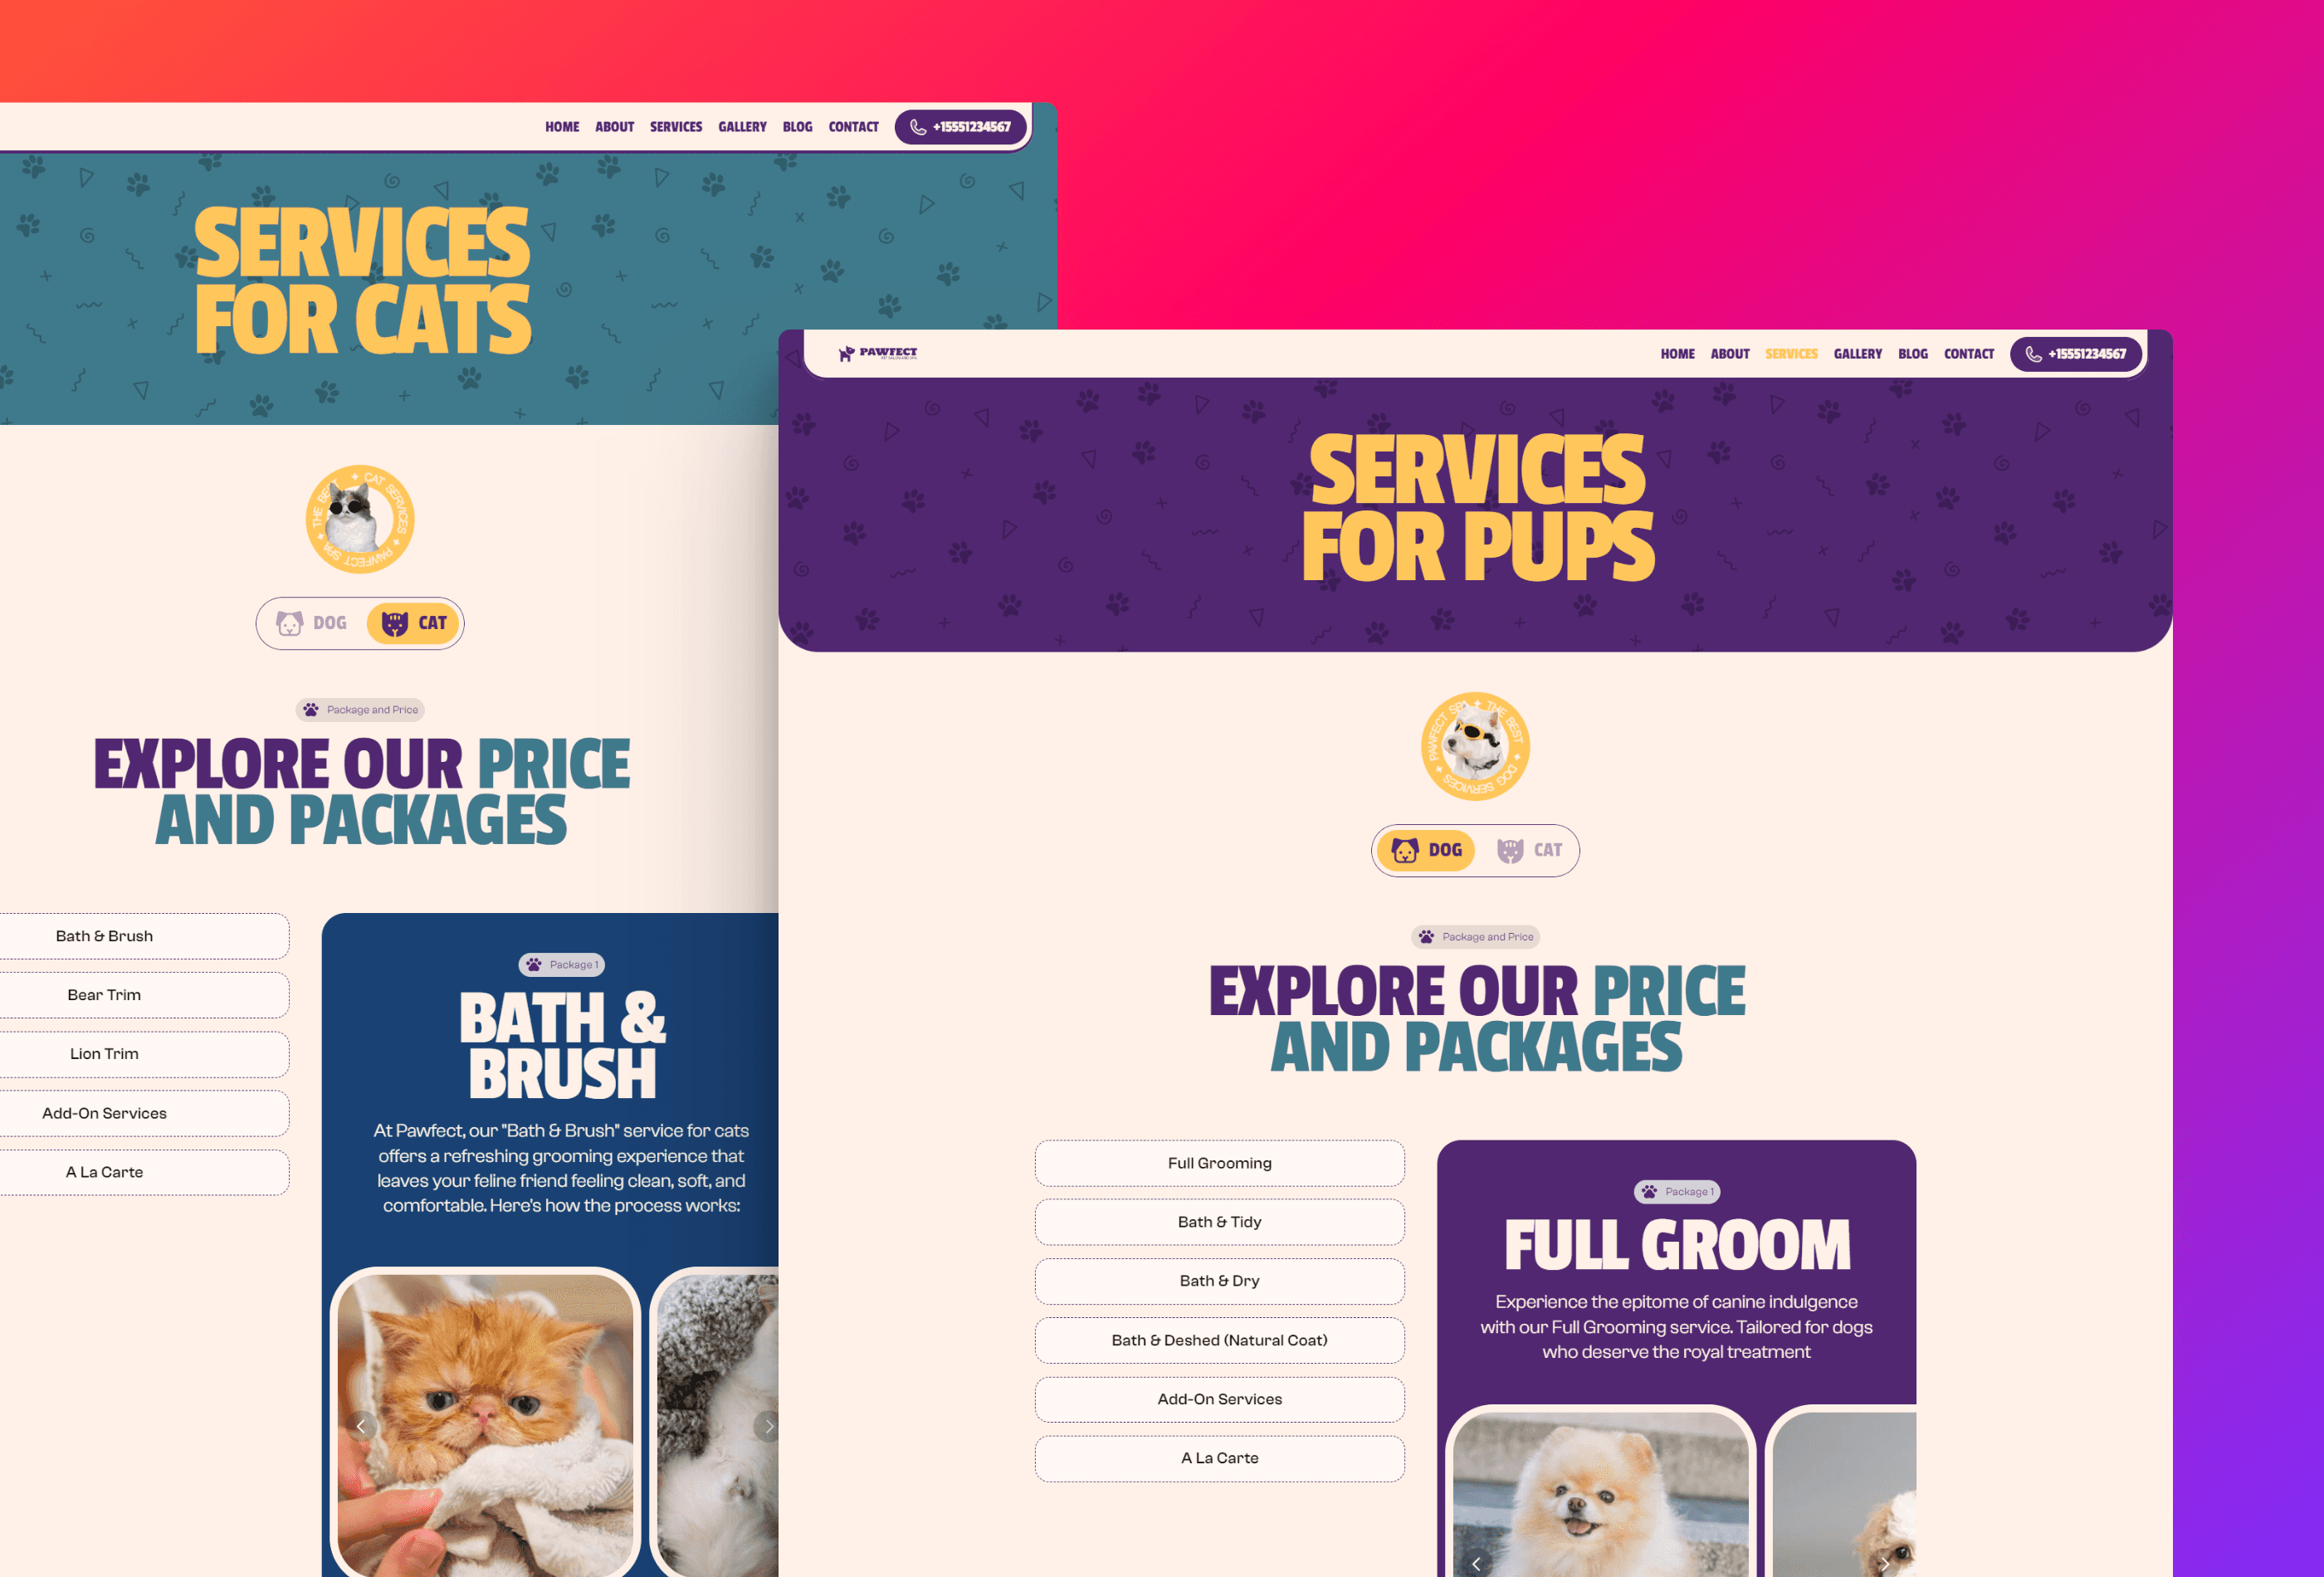 HOME ABOUT SERVICES GALLERY BLOG CONTACT +15551234567
SERVICES
FOR CATS
THE BEST ✦ CAT SERVICES ✦ PAWFECT SPA ✦
DOG CAT
Package and Price
EXPLORE OUR PRICE
AND PACKAGES
Bath & Brush
Bear Trim
Lion Trim
Add-On Services
A La Carte
Package 1
BATH &
BRUSH
At Pawfect, our "Bath & Brush" service for cats
offers a refreshing grooming experience that
leaves your feline friend feeling clean, soft, and
comfortable. Here's how the process works:
PAWFECT
PET SALON AND SPA
HOME ABOUT SERVICES GALLERY BLOG CONTACT +15551234567
SERVICES
FOR PUPS
PAWFECT SPA ✦ THE BEST ✦ DOG SERVICES ✦
DOG CAT
Package and Price
EXPLORE OUR PRICE
AND PACKAGES
Full Grooming
Bath & Tidy
Bath & Dry
Bath & Deshed (Natural Coat)
Add-On Services
A La Carte
Package 1
FULL GROOM
Experience the epitome of canine indulgence
with our Full Grooming service. Tailored for dogs
who deserve the royal treatment